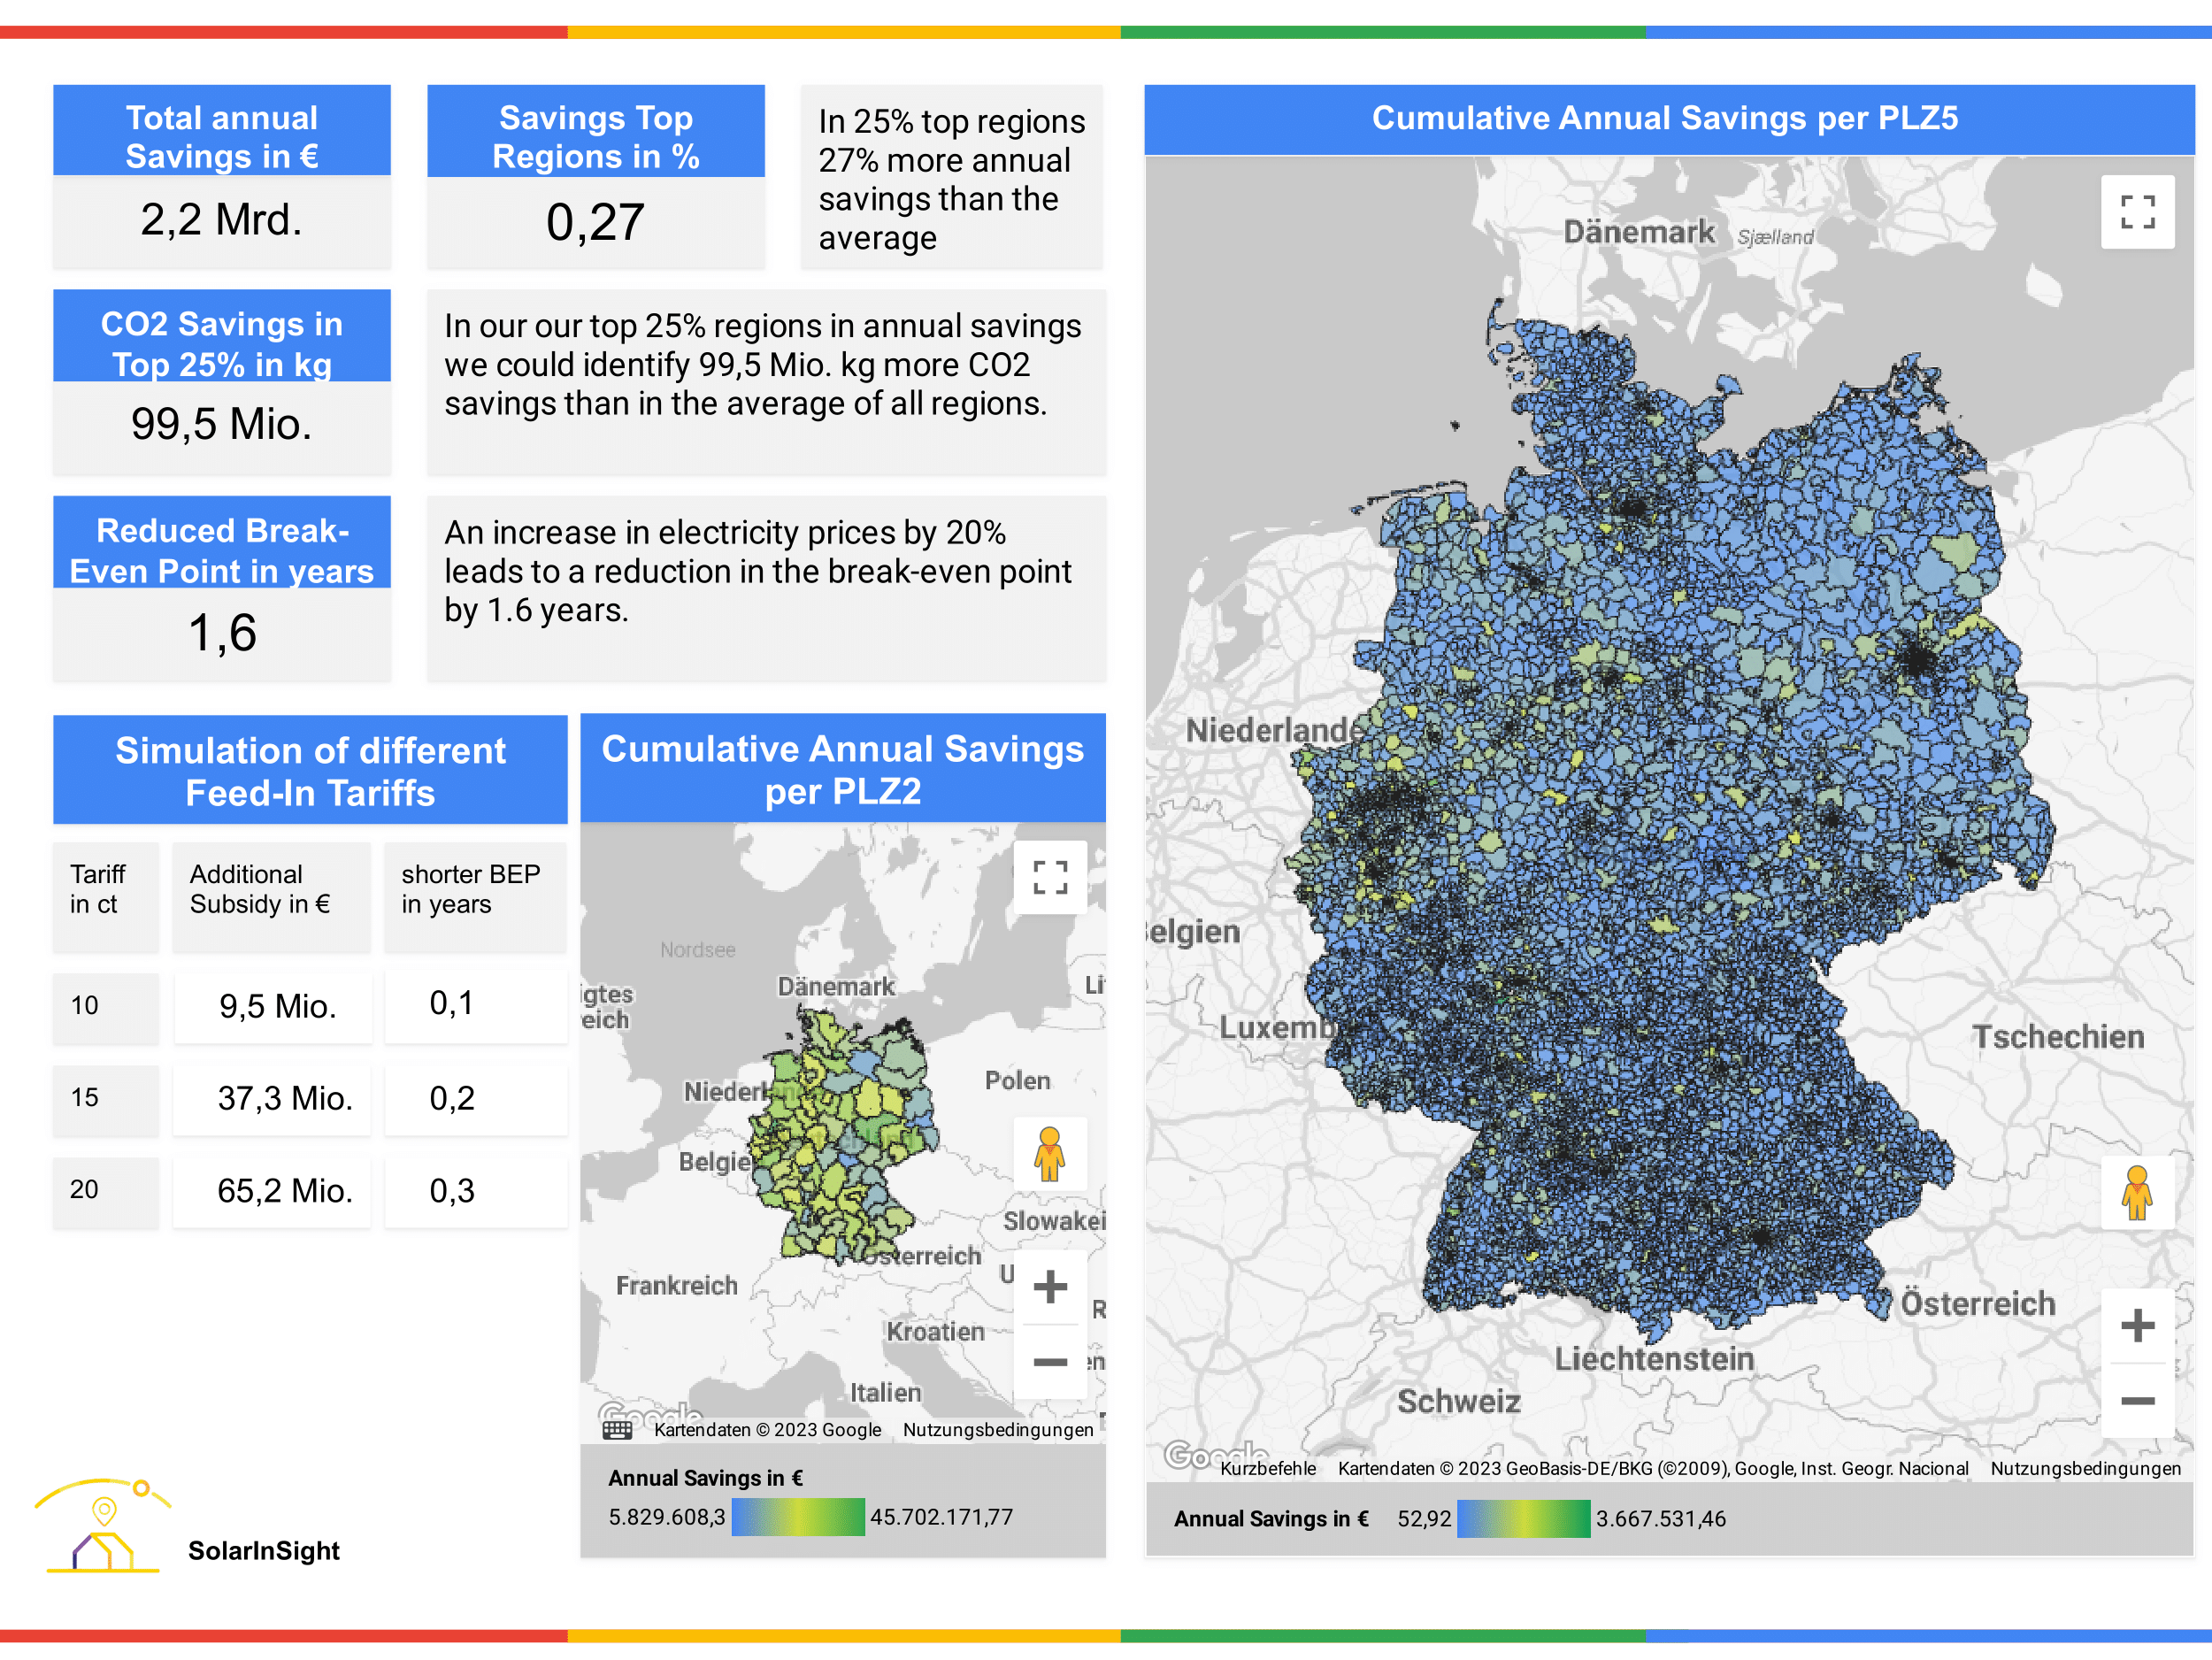 Total annual
Savings in €
2,2 Mrd.
Savings Top
Regions in %
0,27
In 25% top regions
27% more annual
savings than the
average
CO2 Savings in
Top 25% in kg
99,5 Mio.
In our our top 25% regions in annual savings
we could identify 99,5 Mio. kg more CO2
savings than in the average of all regions.
Reduced Break-
Even Point in years
1,6
An increase in electricity prices by 20%
leads to a reduction in the break-even point
by 1.6 years.
Simulation of different
Feed-In Tariffs
Tariff
in ct
Additional
Subsidy in €
shorter BEP
in years
10
9,5 Mio.
0,1
15
37,3 Mio.
0,2
20
65,2 Mio.
0,3
SolarInSight
Cumulative Annual Savings
per PLZ2
Nordsee
Dänemark
Li
igtes
eich
Polen
Niederlan
Belgie
Slowakei
Österreich
U
Frankreich
R
Kroatien
en
Italien
Google
Kartendaten © 2023 Google
Nutzungsbedingungen
Annual Savings in €
5.829.608,3
45.702.171,77
Cumulative Annual Savings per PLZ5
Dänemark
Sjælland
Niederlande
elgien
Luxemb
Tschechien
Österreich
Liechtenstein
Schweiz
Google
Kurzbefehle
Kartendaten © 2023 GeoBasis-DE/BKG (©2009), Google, Inst. Geogr. Nacional
Nutzungsbedingungen
Annual Savings in €
52,92
3.667.531,46